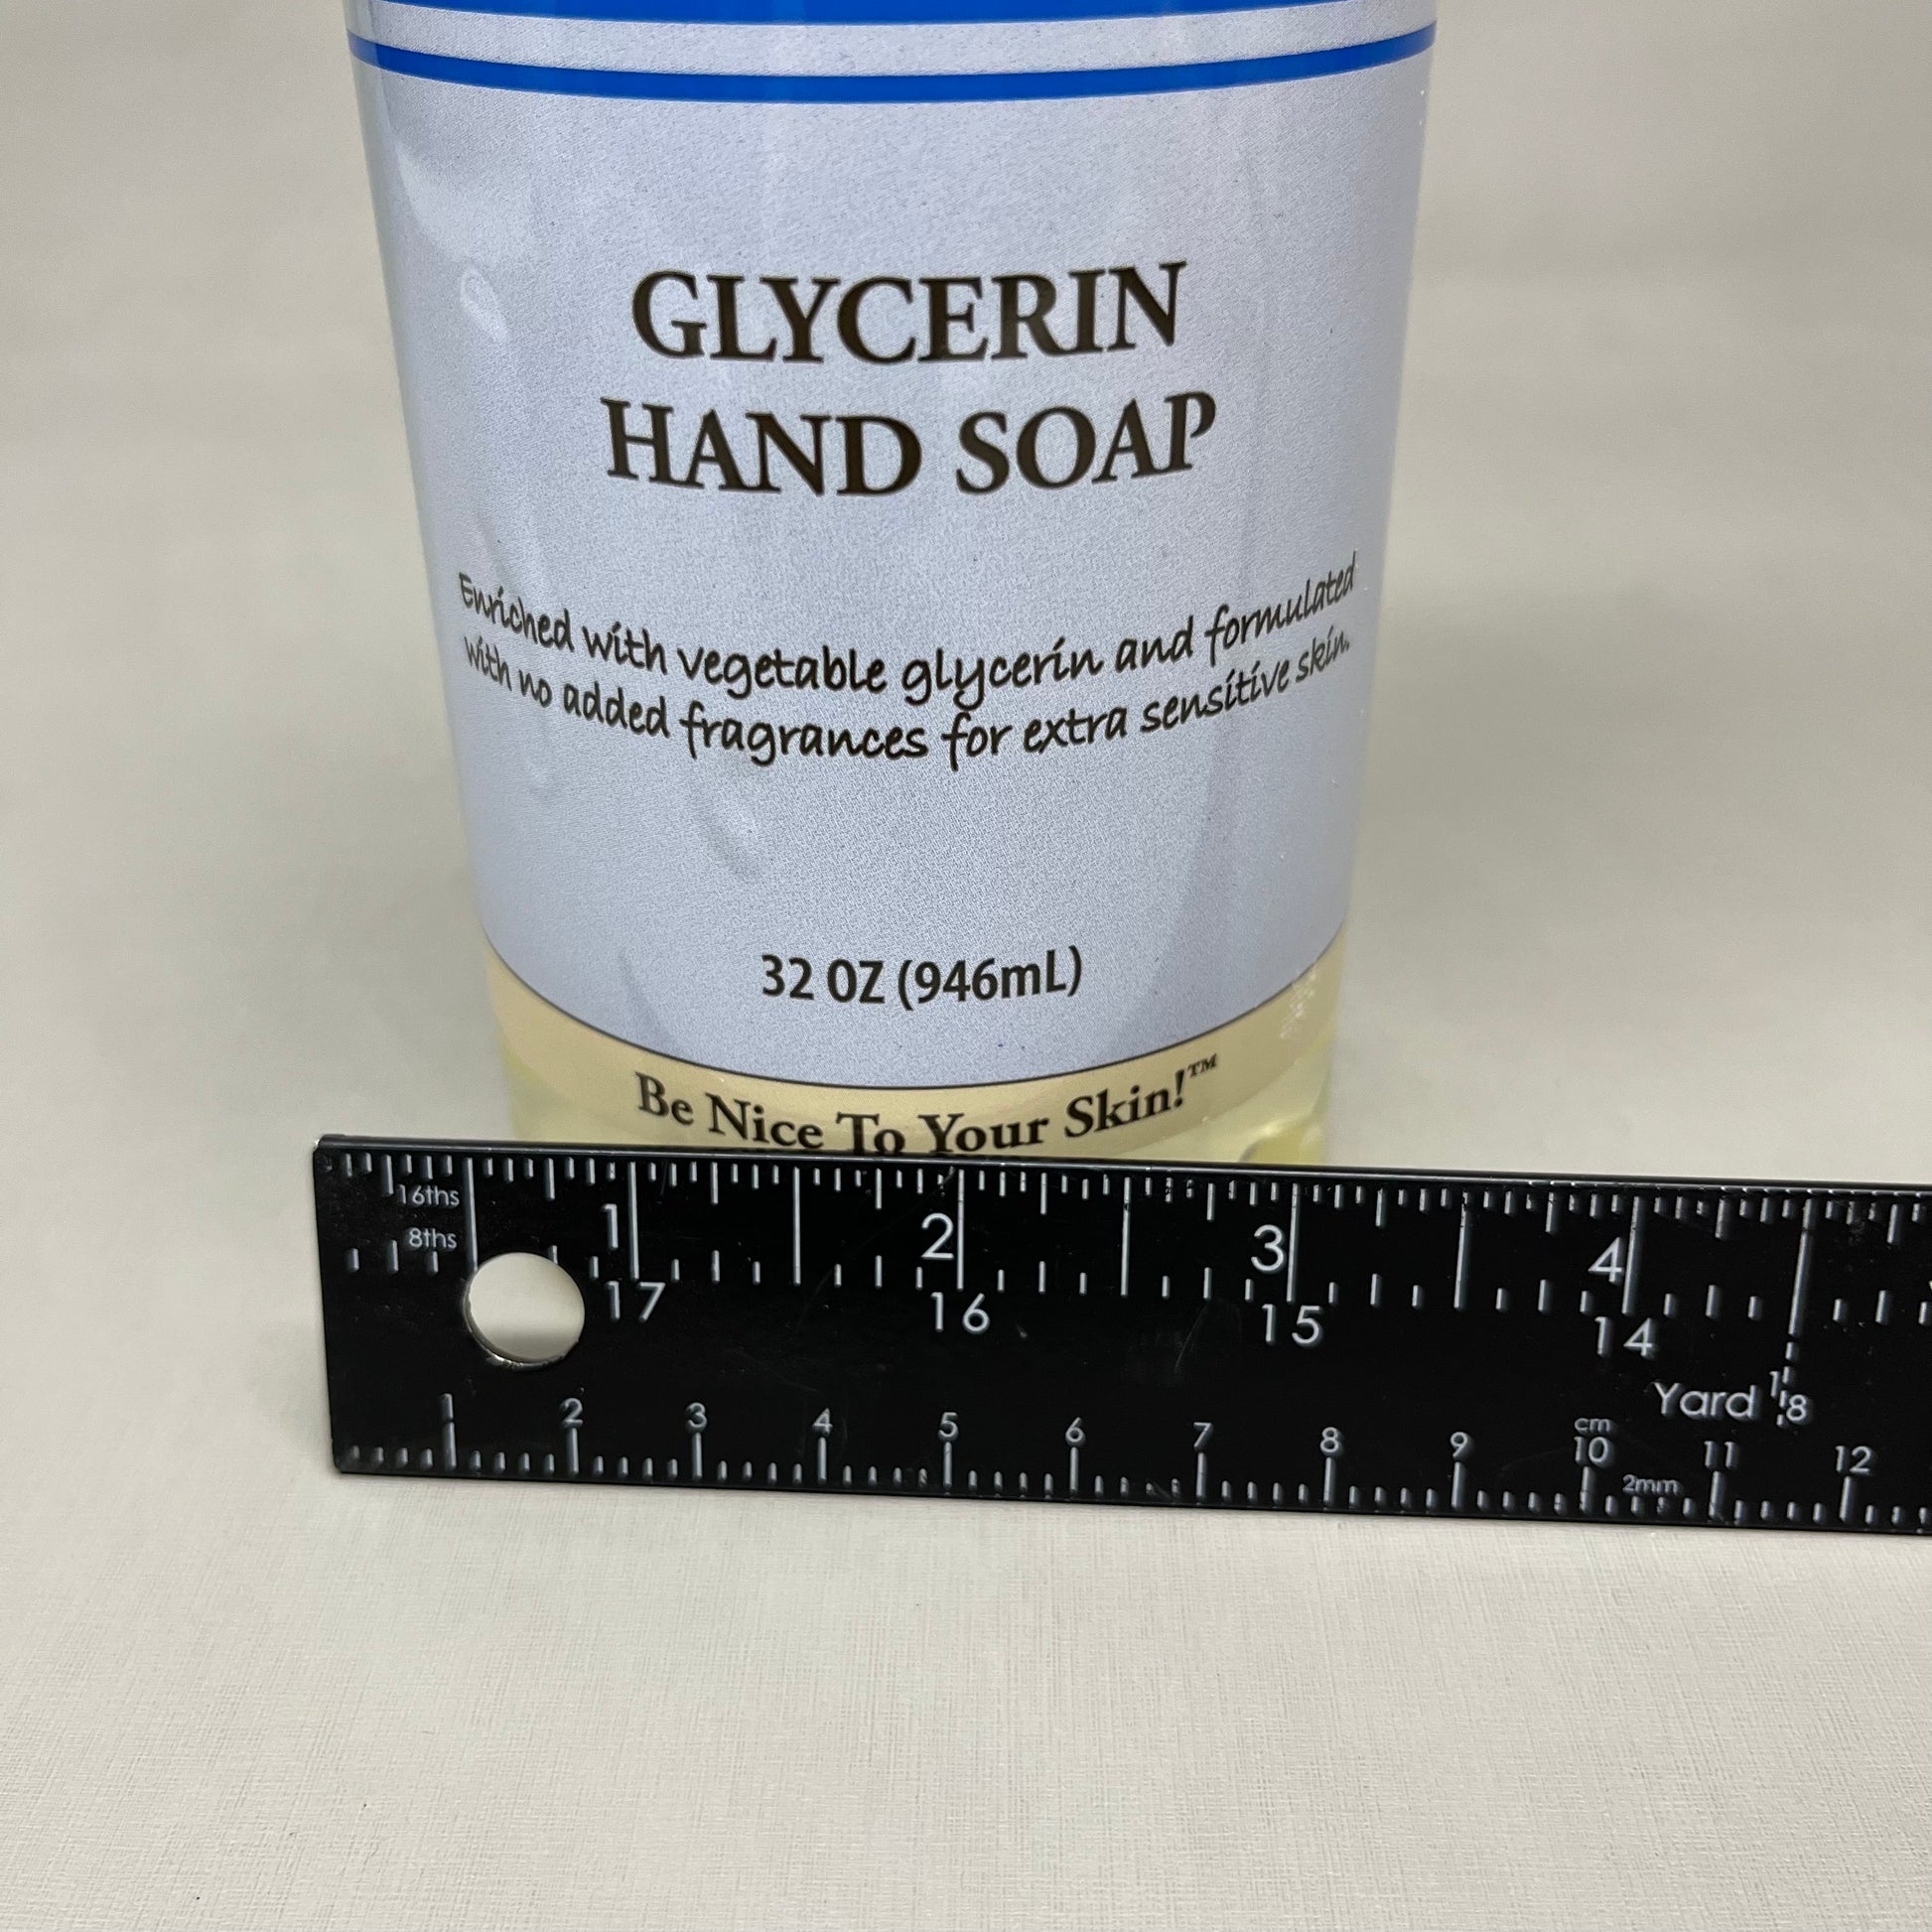 GLYCERIN
HAND SOAP
Enriched with vegetable glycerin and formulated
with no added fragrances for extra sensitive skin.
32 OZ (946mL)
Be Nice To Your Skin!™
16ths
8ths
1 2 3 4
17 16 15 14
Yard 1/8
1 2 3 4 5 6 7 8 9 cm 10 11 12
2mm